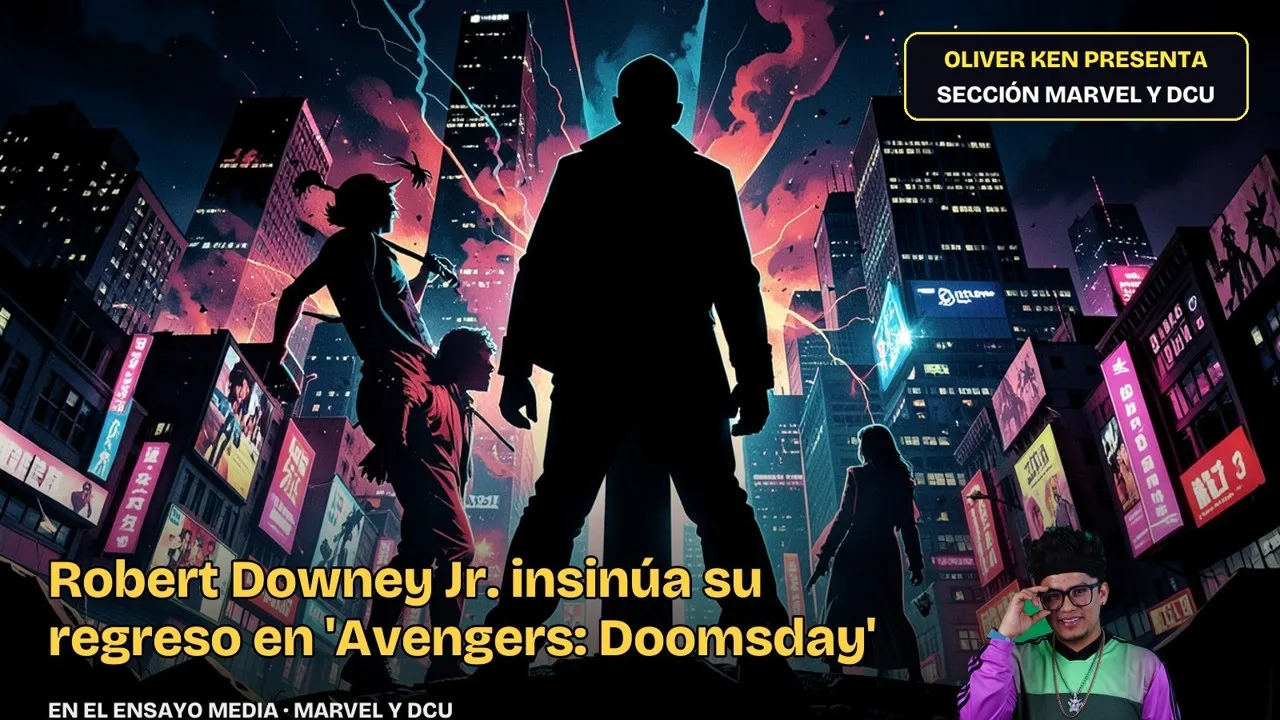 OLIVER KEN PRESENTA
SECCIÓN MARVEL Y DCU
Robert Downey Jr. insinúa su
regreso en 'Avengers: Doomsday'
EN EL ENSAYO MEDIA · MARVEL Y DCU